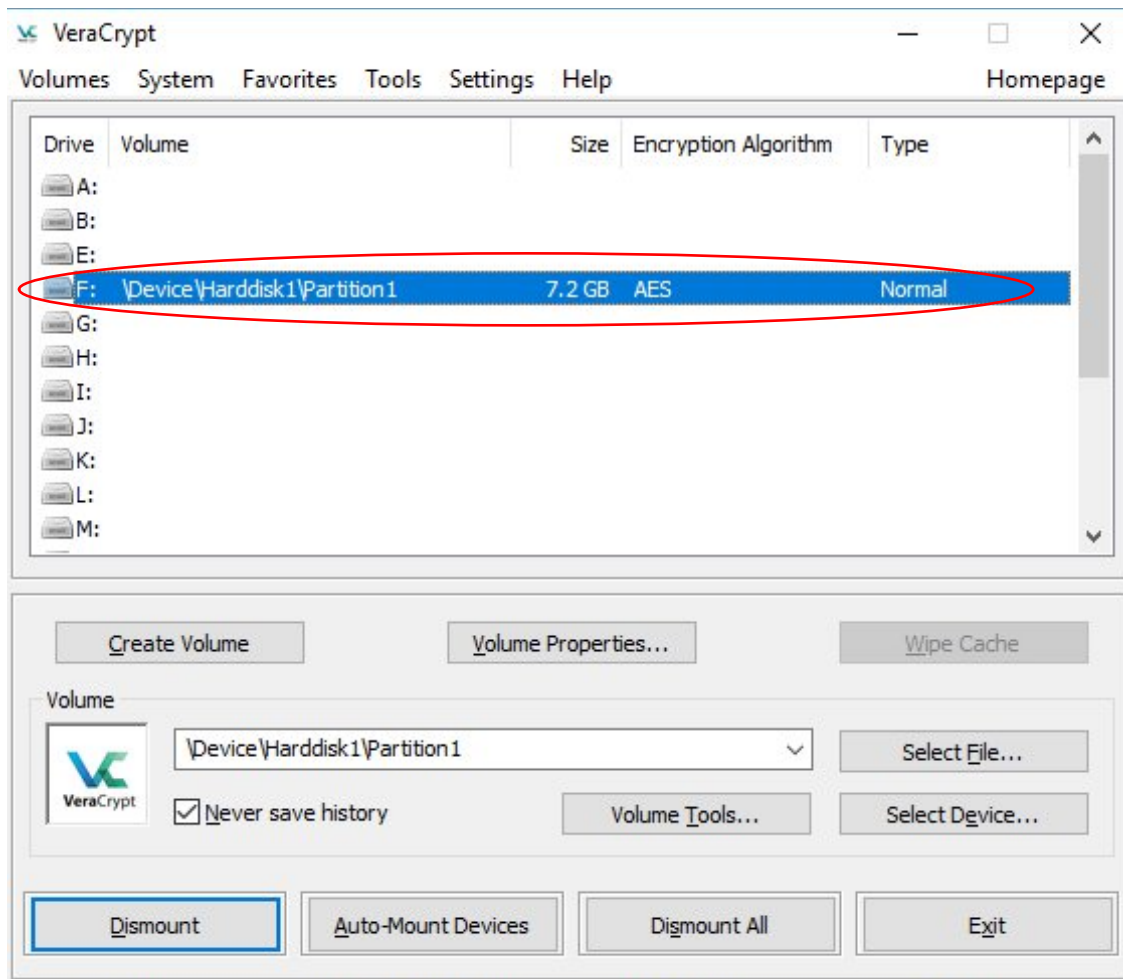 VeraCrypt
Volumes System Favorites Tools Settings Help Homepage
Drive Volume Size Encryption Algorithm Type
A:
B:
E:
F: \Device\Harddisk1\Partition1 7.2 GB AES Normal
G:
H:
I:
J:
K:
L:
M:
Create Volume Volume Properties... Wipe Cache
Volume
\Device\Harddisk1\Partition1 Select File...
VeraCrypt
Never save history Volume Tools... Select Device...
Dismount Auto-Mount Devices Dismount All Exit